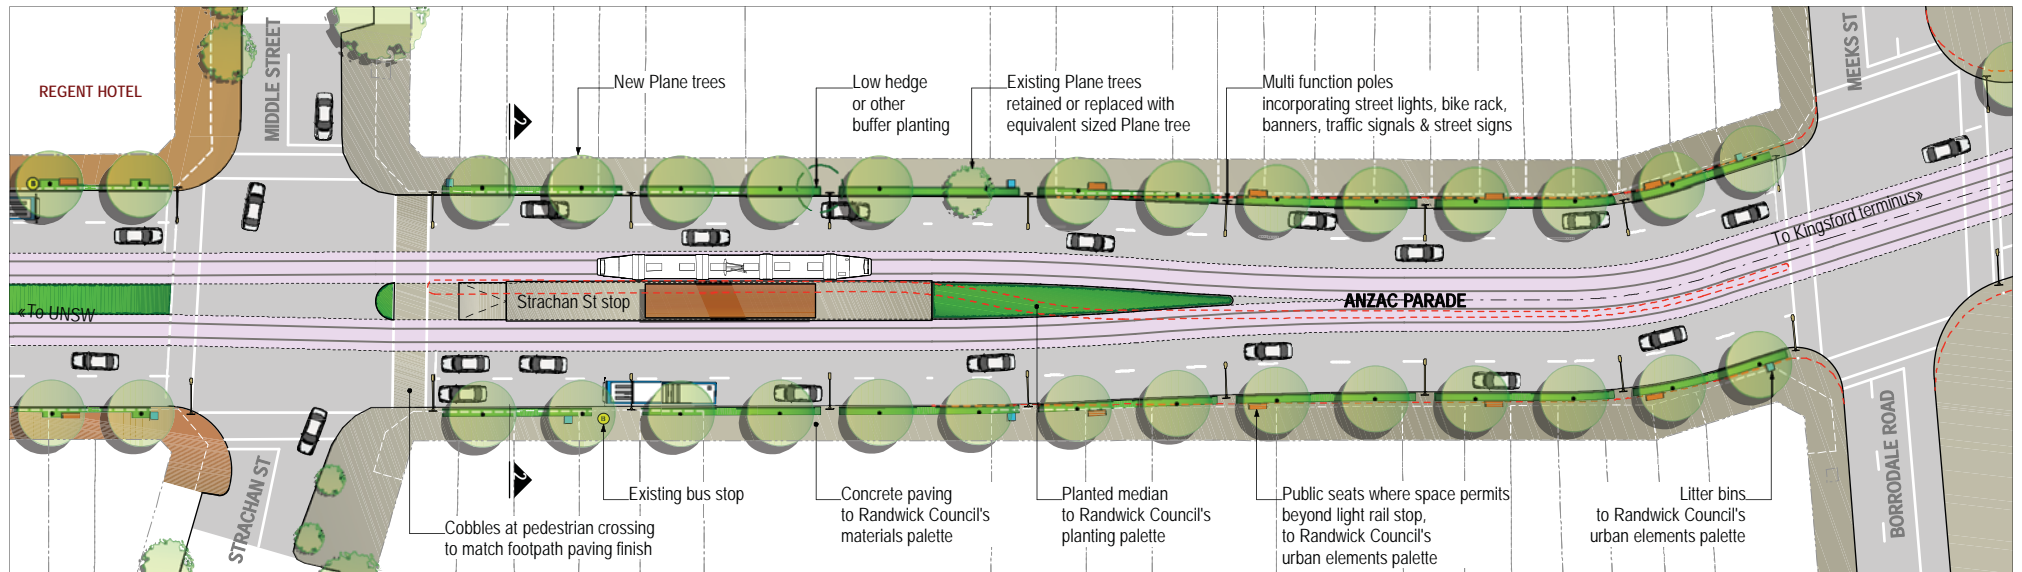 REGENT HOTEL
MIDDLE STREET
New Plane trees
Low hedge
or other
buffer planting
Existing Plane trees
retained or replaced with
equivalent sized Plane tree
Multi function poles
incorporating street lights, bike rack,
banners, traffic signals & street signs
MEEKS ST
2
B
To Kingsford terminus»
Strachan St stop
ANZAC PARADE
«To UNSW
B
2
STRACHAN ST
Existing bus stop
Cobbles at pedestrian crossing
to match footpath paving finish
Concrete paving
to Randwick Council's
materials palette
Planted median
to Randwick Council's
planting palette
Public seats where space permits
beyond light rail stop,
to Randwick Council's
urban elements palette
Litter bins
to Randwick Council's
urban elements palette
BORRODALE ROAD